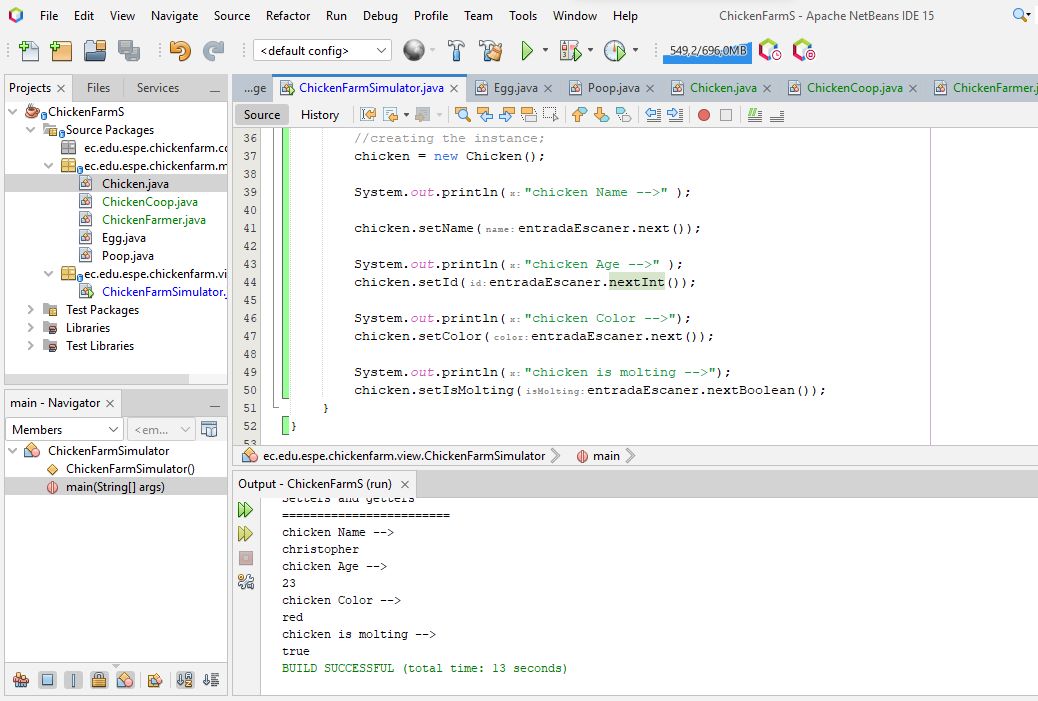 File Edit View Navigate Source Refactor Run Debug Profile Team Tools Window Help ChickenFarmS - Apache NetBeans IDE 15
<default config> 549,2/696,0MB
Projects Files Services
...ge ChickenFarmSimulator.java Egg.java Poop.java Chicken.java ChickenCoop.java ChickenFarmer.j
Source History
ChickenFarmS
Source Packages
ec.edu.espe.chickenfarm.co
ec.edu.espe.chickenfarm.m
Chicken.java
ChickenCoop.java
ChickenFarmer.java
Egg.java
Poop.java
ec.edu.espe.chickenfarm.vi
ChickenFarmSimulator.
Test Packages
Libraries
Test Libraries
36 //creating the instance;
37 chicken = new Chicken();
38
39 System.out.println( x: "chicken Name -->" );
40
41 chicken.setName( name: entradaEscaner.next());
42
43 System.out.println( x: "chicken Age -->" );
44 chicken.setId( id: entradaEscaner.nextInt());
45
46 System.out.println( x: "chicken Color -->");
47 chicken.setColor( color: entradaEscaner.next());
48
49 System.out.println( x: "chicken is molting -->");
50 chicken.setIsMolting( isMolting: entradaEscaner.nextBoolean());
51 }
52 }
53
ec.edu.espe.chickenfarm.view.ChickenFarmSimulator main
main - Navigator
Members <em...
ChickenFarmSimulator
ChickenFarmSimulator()
main(String[] args)
Output - ChickenFarmS (run)
Setters and getters
========================
chicken Name -->
christopher
chicken Age -->
23
chicken Color -->
red
chicken is molting -->
true
BUILD SUCCESSFUL (total time: 13 seconds)